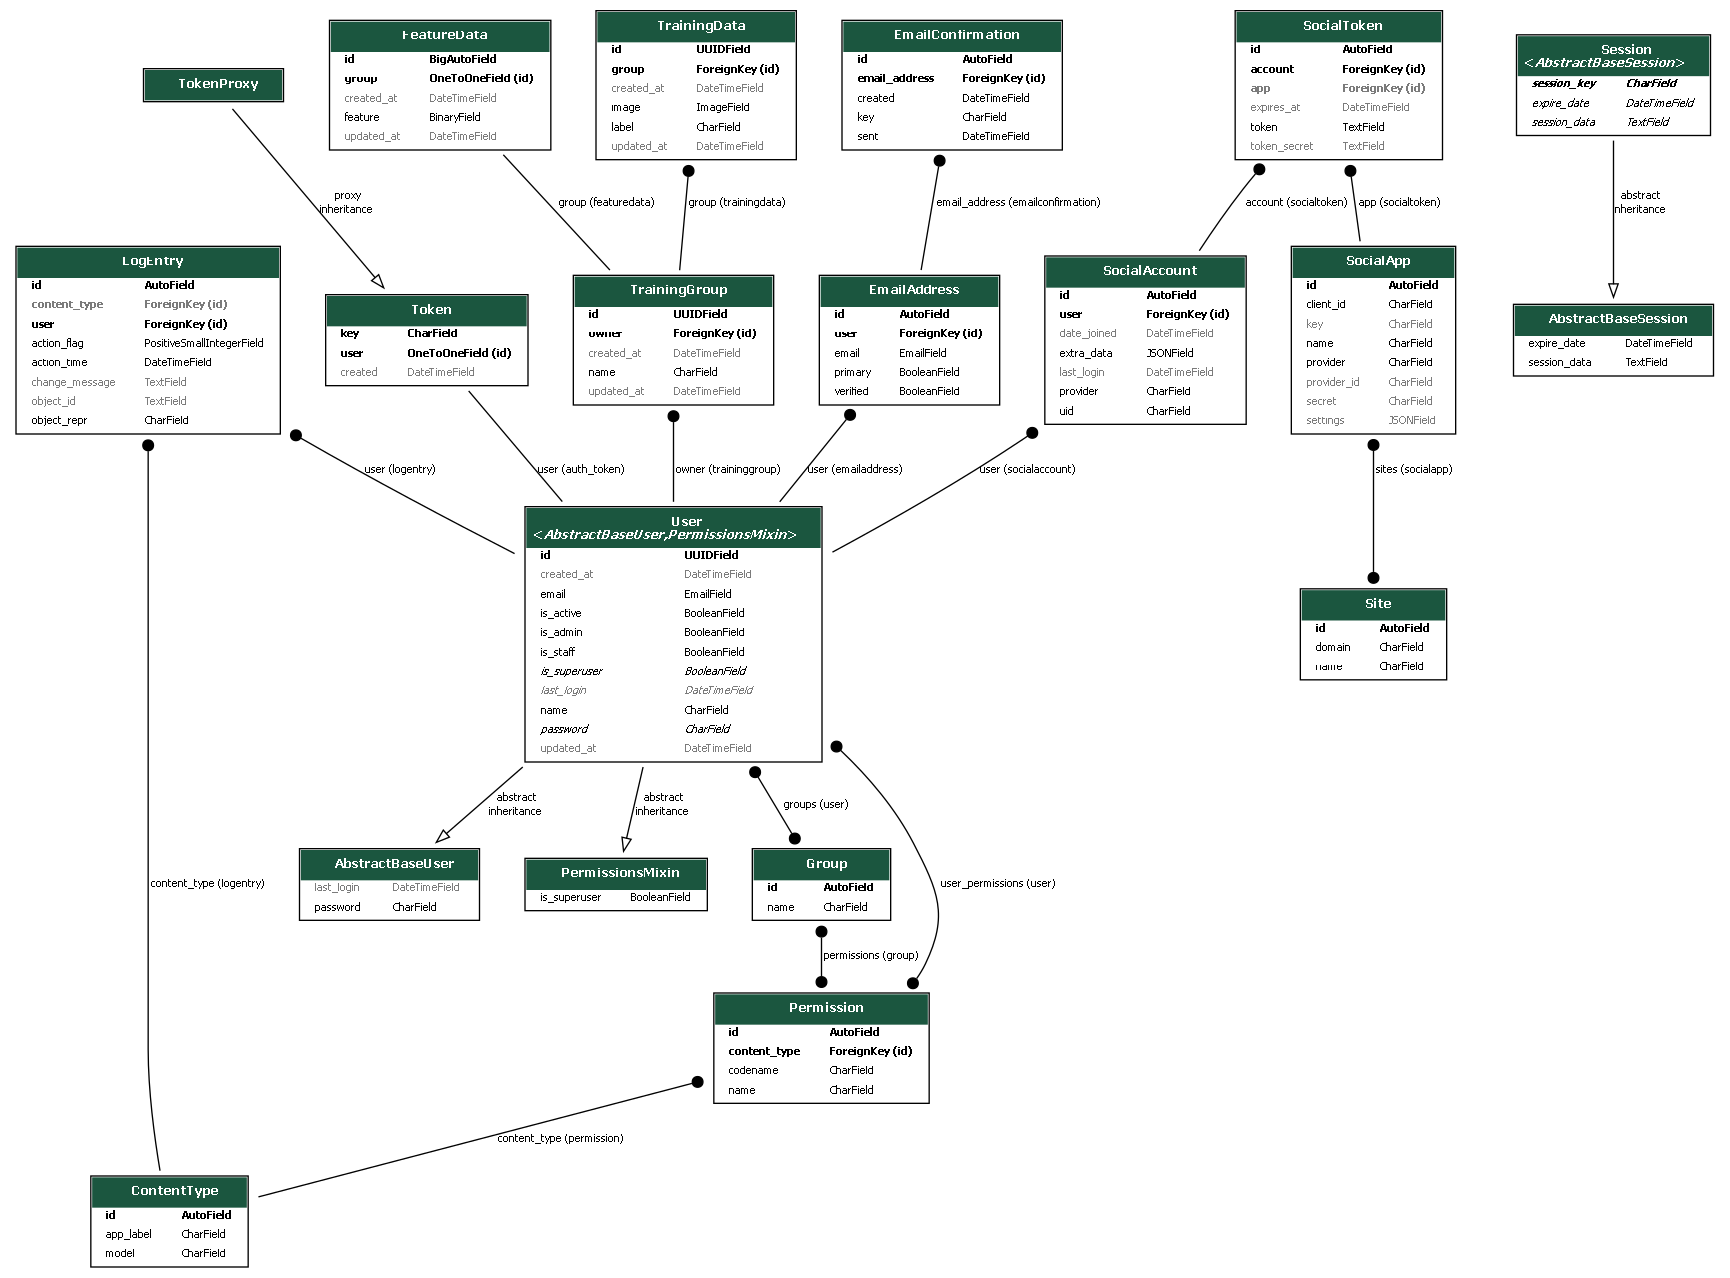 TokenProxy
FeatureData
id BigAutoField
group OneToOneField (id)
created_at DateTimeField
feature BinaryField
updated_at DateTimeField
TrainingData
id UUIDField
group ForeignKey (id)
created_at DateTimeField
image ImageField
label CharField
updated_at DateTimeField
EmailConfirmation
id AutoField
email_address ForeignKey (id)
created DateTimeField
key CharField
sent DateTimeField
SocialToken
id AutoField
account ForeignKey (id)
app ForeignKey (id)
expires_at DateTimeField
token TextField
token_secret TextField
Session
<AbstractBaseSession>
session_key CharField
expire_date DateTimeField
session_data TextField
proxy
inheritance
group (featuredata)
group (trainingdata)
email_address (emailconfirmation)
account (socialtoken)
app (socialtoken)
abstract
inheritance
LogEntry
id AutoField
content_type ForeignKey (id)
user ForeignKey (id)
action_flag PositiveSmallIntegerField
action_time DateTimeField
change_message TextField
object_id TextField
object_repr CharField
Token
key CharField
user OneToOneField (id)
created DateTimeField
TrainingGroup
id UUIDField
owner ForeignKey (id)
created_at DateTimeField
name CharField
updated_at DateTimeField
EmailAddress
id AutoField
user ForeignKey (id)
email EmailField
primary BooleanField
verified BooleanField
SocialAccount
id AutoField
user ForeignKey (id)
date_joined DateTimeField
extra_data JSONField
last_login DateTimeField
provider CharField
uid CharField
SocialApp
id AutoField
client_id CharField
key CharField
name CharField
provider CharField
provider_id CharField
secret CharField
settings JSONField
AbstractBaseSession
expire_date DateTimeField
session_data TextField
user (logentry)
user (auth_token)
owner (traininggroup)
user (emailaddress)
user (socialaccount)
sites (socialapp)
User
<AbstractBaseUser,PermissionsMixin>
id UUIDField
created_at DateTimeField
email EmailField
is_active BooleanField
is_admin BooleanField
is_staff BooleanField
is_superuser BooleanField
last_login DateTimeField
name CharField
password CharField
updated_at DateTimeField
Site
id AutoField
domain CharField
name CharField
abstract
inheritance
abstract
inheritance
groups (user)
user_permissions (user)
content_type (logentry)
AbstractBaseUser
last_login DateTimeField
password CharField
PermissionsMixin
is_superuser BooleanField
Group
id AutoField
name CharField
permissions (group)
Permission
id AutoField
content_type ForeignKey (id)
codename CharField
name CharField
content_type (permission)
ContentType
id AutoField
app_label CharField
model CharField